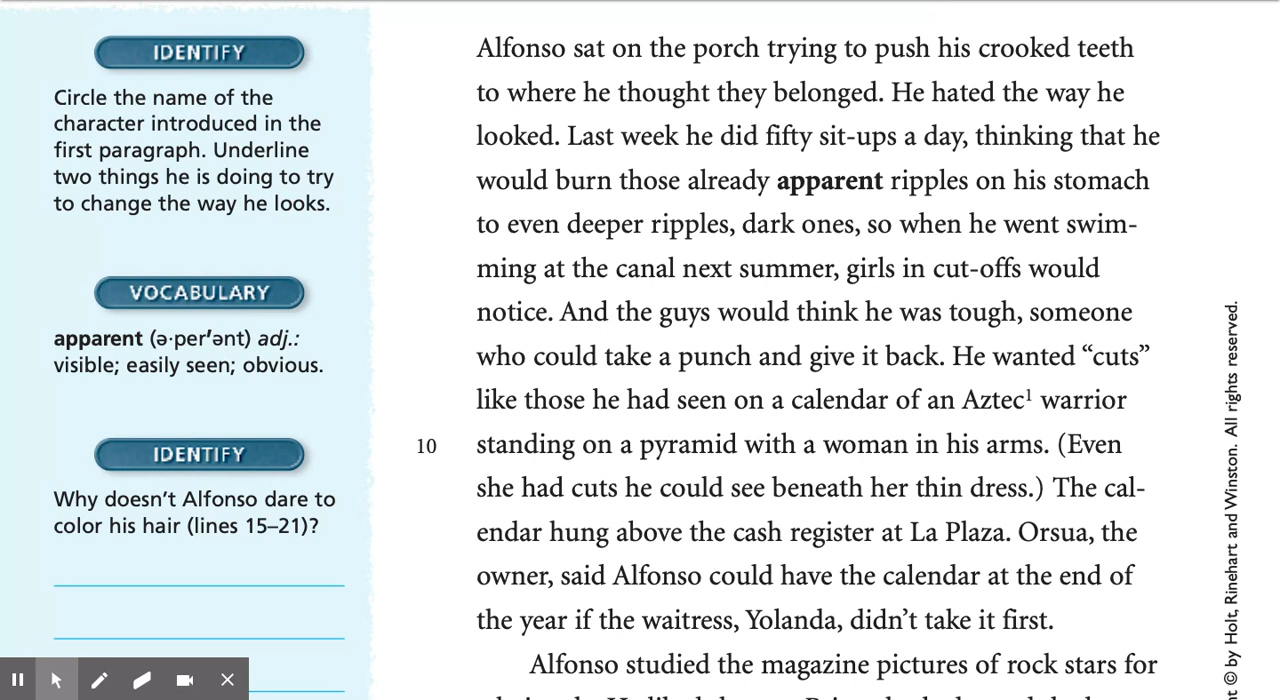 IDENTIFY
Circle the name of the
character introduced in the
first paragraph. Underline
two things he is doing to try
to change the way he looks.
VOCABULARY
apparent (ə·per′ənt) adj.:
visible; easily seen; obvious.
IDENTIFY
Why doesn't Alfonso dare to
color his hair (lines 15–21)?
Alfonso sat on the porch trying to push his crooked teeth
to where he thought they belonged. He hated the way he
looked. Last week he did fifty sit-ups a day, thinking that he
would burn those already apparent ripples on his stomach
to even deeper ripples, dark ones, so when he went swim-
ming at the canal next summer, girls in cut-offs would
notice. And the guys would think he was tough, someone
who could take a punch and give it back. He wanted “cuts”
like those he had seen on a calendar of an Aztec¹ warrior
10 standing on a pyramid with a woman in his arms. (Even
she had cuts he could see beneath her thin dress.) The cal-
endar hung above the cash register at La Plaza. Orsua, the
owner, said Alfonso could have the calendar at the end of
the year if the waitress, Yolanda, didn’t take it first.
Alfonso studied the magazine pictures of rock stars for
© by Holt, Rinehart and Winston. All rights reserved.